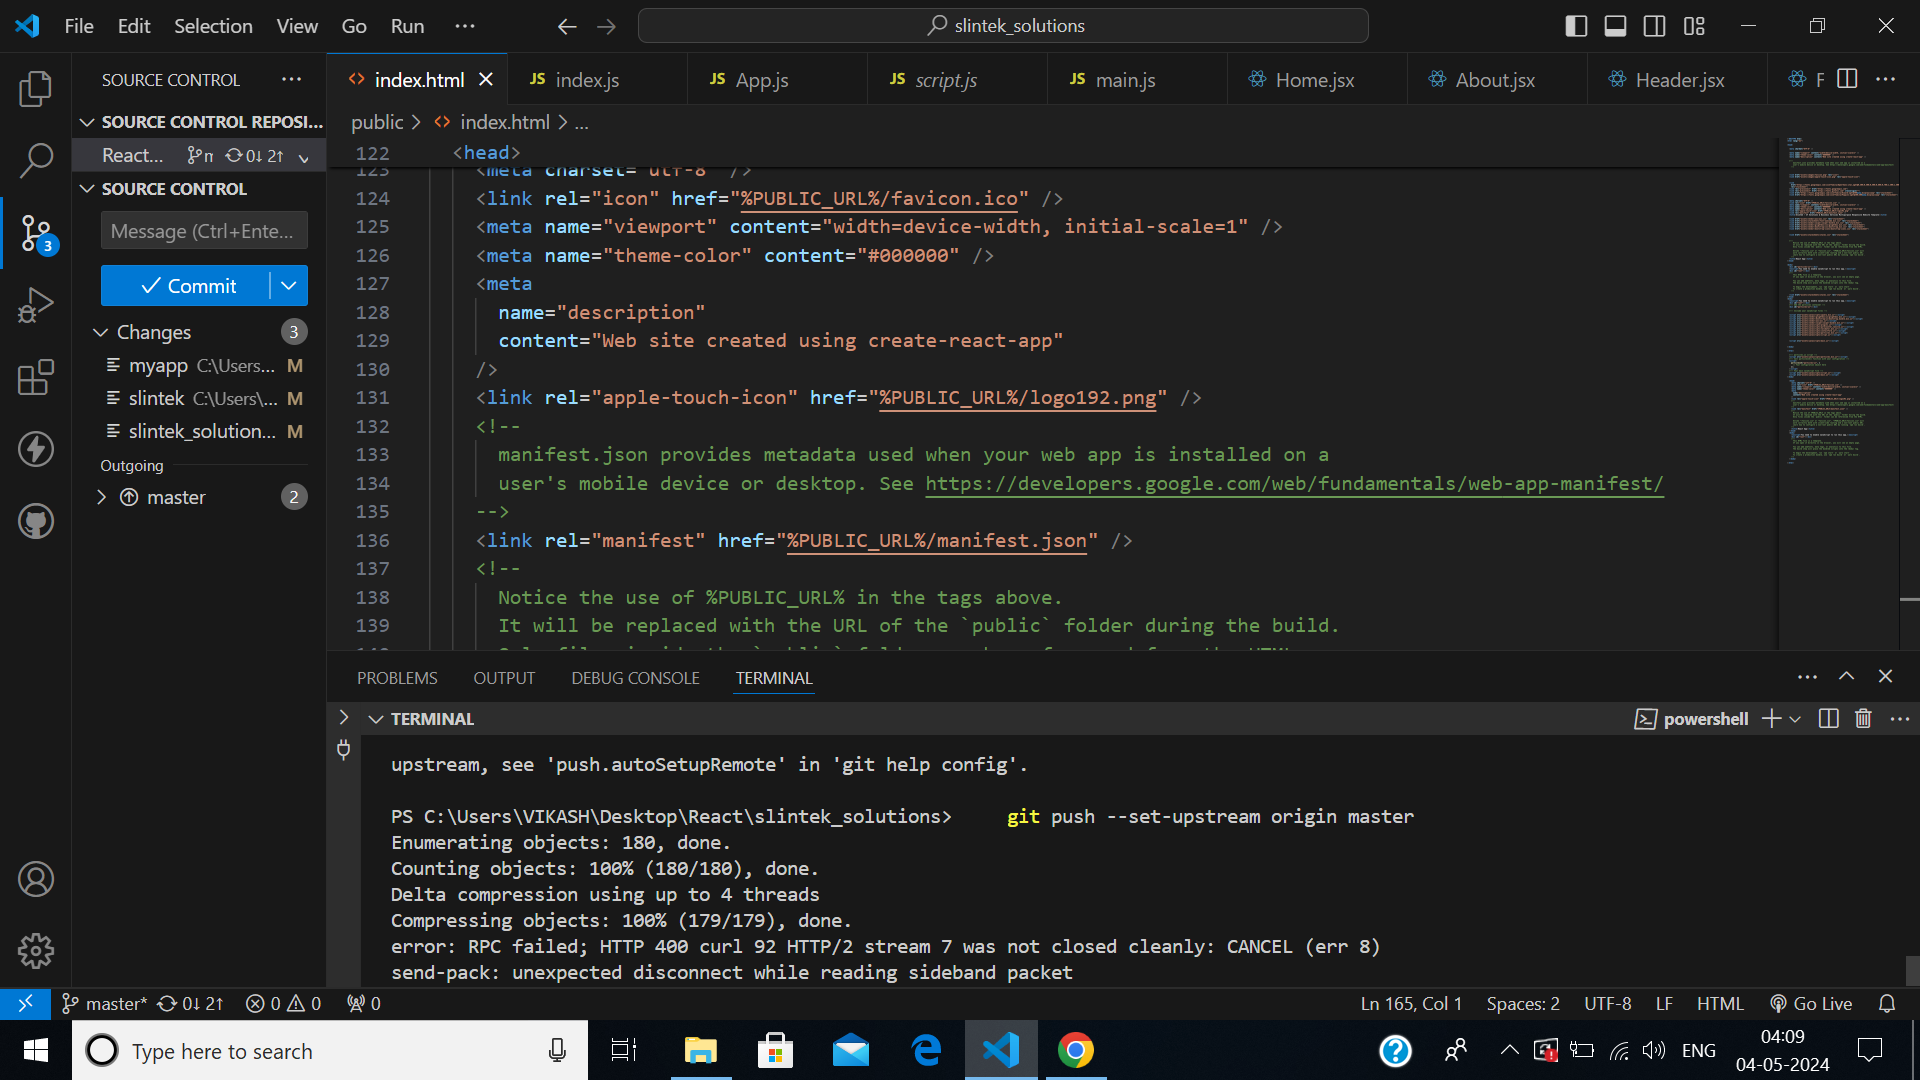 File Edit Selection View Go Run ··· slintek_solutions
SOURCE CONTROL ···
index.html
JS index.js
JS App.js
JS script.js
JS main.js
Home.jsx
About.jsx
Header.jsx
F ···
SOURCE CONTROL REPOSI...
React... 0↓ 2↑
SOURCE CONTROL
Message (Ctrl+Ente...
Commit
Changes 3
myapp C:\Users... M
slintek C:\Users\... M
slintek_solution... M
Outgoing
master 2
3
public > index.html > ...
122 <head>
123 <meta charset="utf-8" />
124 <link rel="icon" href="%PUBLIC_URL%/favicon.ico" />
125 <meta name="viewport" content="width=device-width, initial-scale=1" />
126 <meta name="theme-color" content="#000000" />
127 <meta
128 name="description"
129 content="Web site created using create-react-app"
130 />
131 <link rel="apple-touch-icon" href="%PUBLIC_URL%/logo192.png" />
132 <!--
133 manifest.json provides metadata used when your web app is installed on a
134 user's mobile device or desktop. See https://developers.google.com/web/fundamentals/web-app-manifest/
135 -->
136 <link rel="manifest" href="%PUBLIC_URL%/manifest.json" />
137 <!--
138 Notice the use of %PUBLIC_URL% in the tags above.
139 It will be replaced with the URL of the `public` folder during the build.
PROBLEMS OUTPUT DEBUG CONSOLE TERMINAL ···
TERMINAL powershell ···
upstream, see 'push.autoSetupRemote' in 'git help config'.
PS C:\Users\VIKASH\Desktop\React\slintek_solutions> git push --set-upstream origin master
Enumerating objects: 180, done.
Counting objects: 100% (180/180), done.
Delta compression using up to 4 threads
Compressing objects: 100% (179/179), done.
error: RPC failed; HTTP 400 curl 92 HTTP/2 stream 7 was not closed cleanly: CANCEL (err 8)
send-pack: unexpected disconnect while reading sideband packet
master* 0↓ 2↑ 0 0 0 Ln 165, Col 1 Spaces: 2 UTF-8 LF HTML Go Live
Type here to search
ENG
04:09
04-05-2024